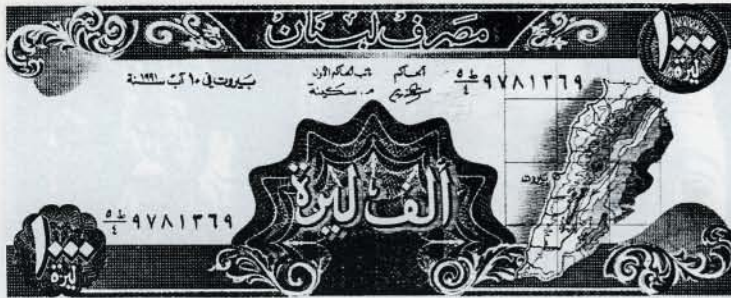 مصرف لبنان
١٠٠٠
ليرة
بيروت في ١٠ آب سنة ١٩٩١
نائب الحاكم الأول
الحاكم
م. سكينة
٩٧٨١٣٦٩
بيروت
ألف ليرة
٩٧٨١٣٦٩
١٠٠٠
ليرة